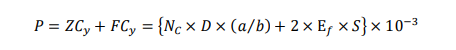 P = ZC_y + FC_y = {N_C × D × (a/b) + 2 × E_f × S} × 10⁻³